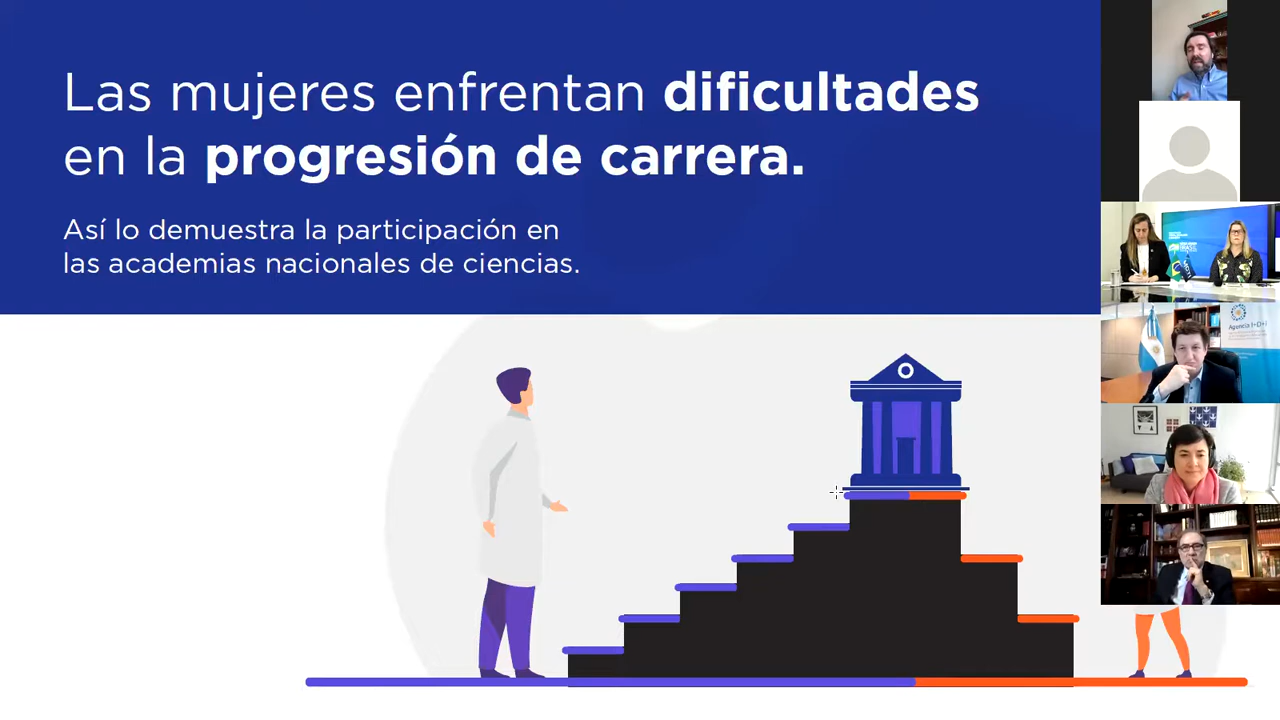 Las mujeres enfrentan dificultades
en la progresión de carrera.
Así lo demuestra la participación en
las academias nacionales de ciencias.
Agencia I+D+i